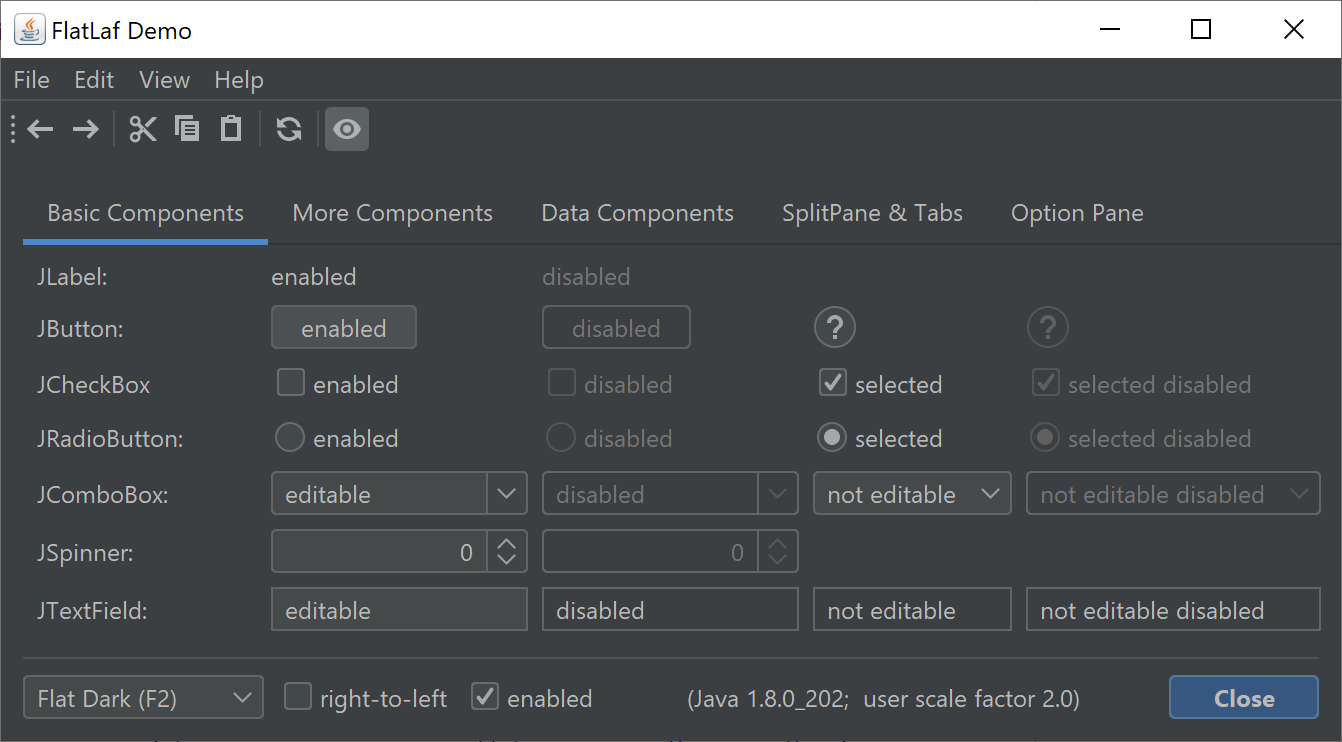 FlatLaf Demo
File Edit View Help
Basic Components More Components Data Components SplitPane & Tabs Option Pane
JLabel: enabled disabled
JButton: enabled disabled ? ?
JCheckBox enabled disabled selected selected disabled
JRadioButton: enabled disabled selected selected disabled
JComboBox: editable disabled not editable not editable disabled
JSpinner: 0 0
JTextField: editable disabled not editable not editable disabled
Flat Dark (F2) right-to-left enabled (Java 1.8.0_202; user scale factor 2.0) Close